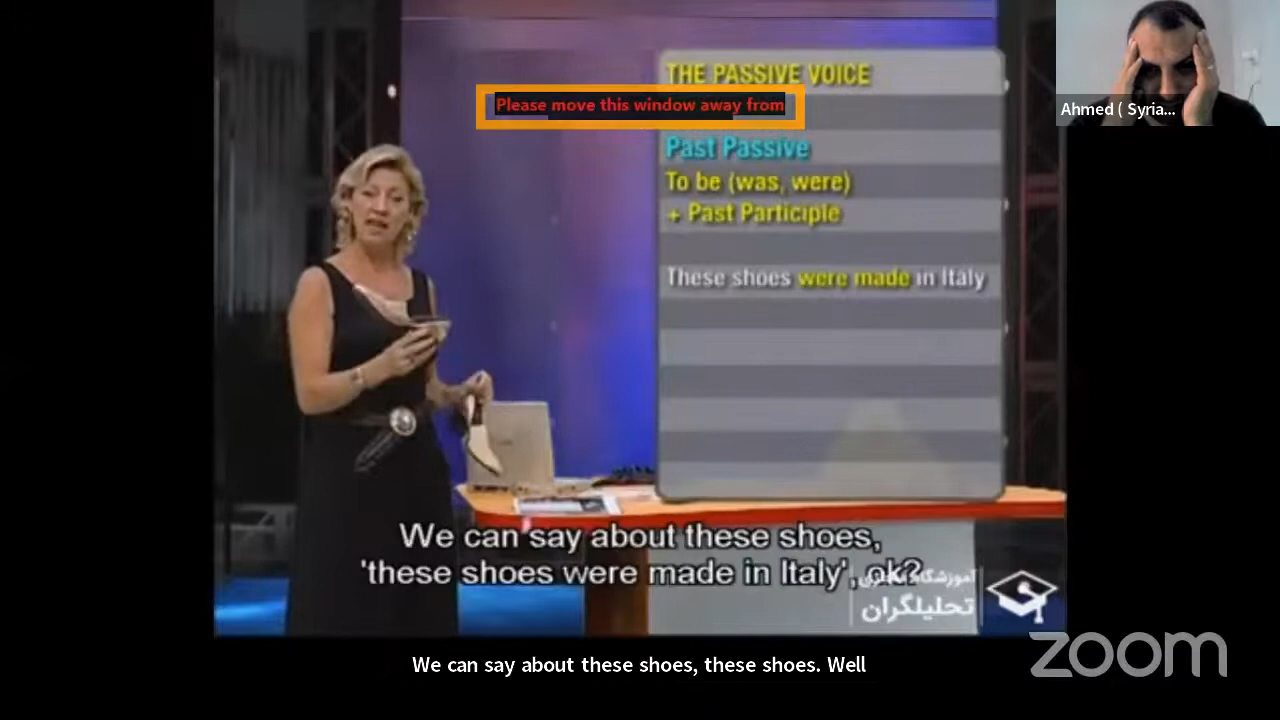 THE PASSIVE VOICE
Please move this window away from
Past Passive
To be (was, were)
+ Past Participle
These shoes were made in Italy
Ahmed ( Syria...
We can say about these shoes,
'these shoes were made in Italy', ok?
آموزشگاه
تحلیلگران
zoom
We can say about these shoes, these shoes. Well